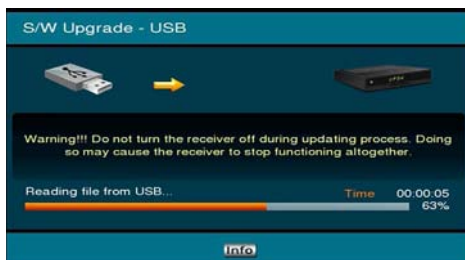 S/W Upgrade - USB
Warning!!! Do not turn the receiver off during updating process. Doing
so may cause the receiver to stop functioning altogether.
Reading file from USB... Time 00:00:05
63%
Info